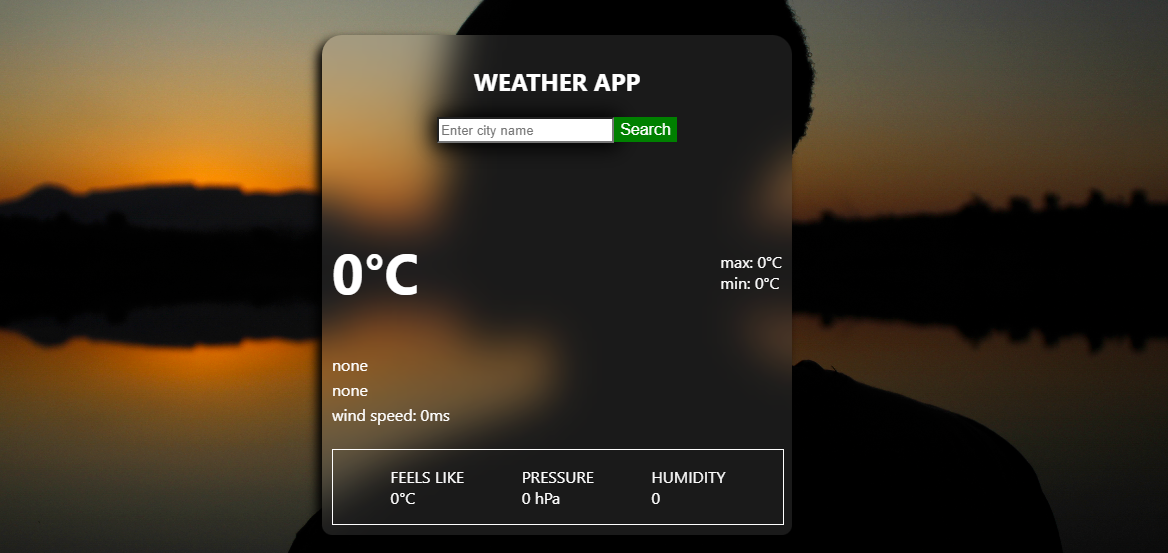 WEATHER APP
Enter city name Search
0°C
max: 0°C
min: 0°C
none
none
wind speed: 0ms
FEELS LIKE PRESSURE HUMIDITY
0°C 0 hPa 0